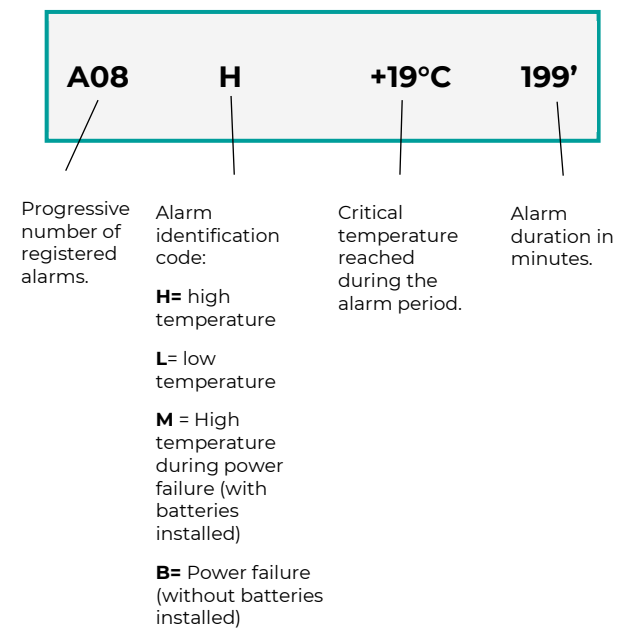 A08 H +19°C 199’
Progressive
number of
registered
alarms.
Alarm
identification
code:
H= high
temperature
L= low
temperature
M = High
temperature
during power
failure (with
batteries
installed)
B= Power failure
(without batteries
installed)
Critical
temperature
reached
during the
alarm period.
Alarm
duration in
minutes.